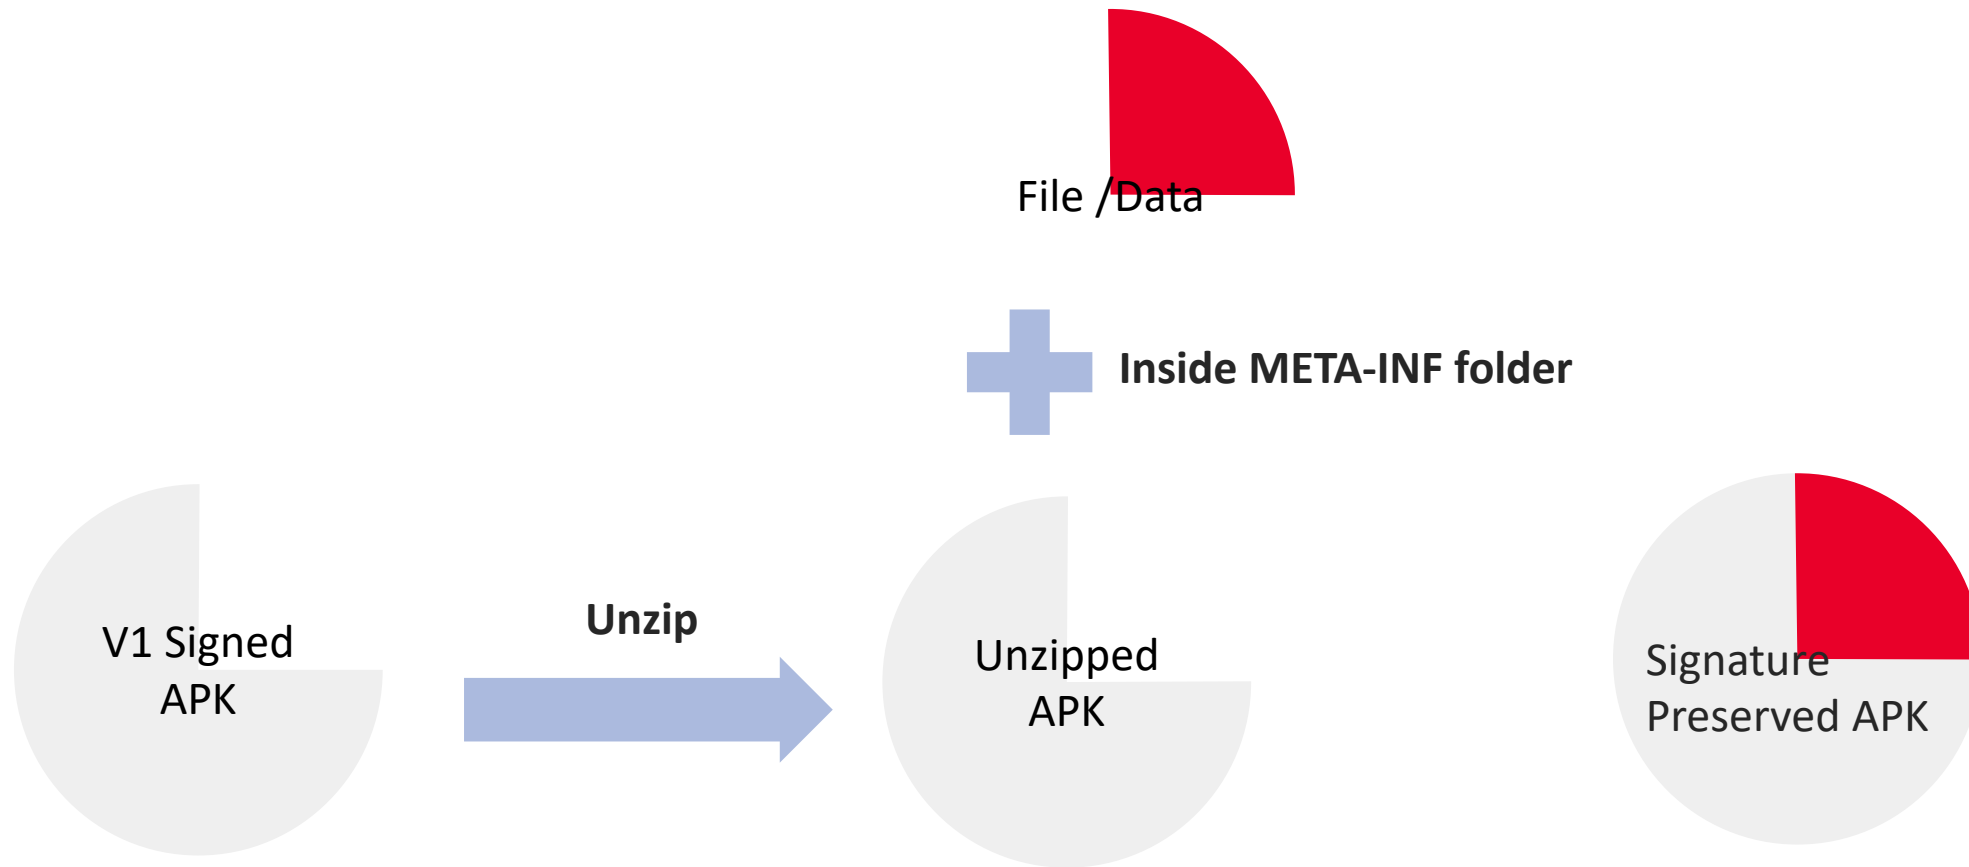 File /Data
Inside META-INF folder
V1 Signed
APK
Unzip
Unzipped
APK
Signature
Preserved APK